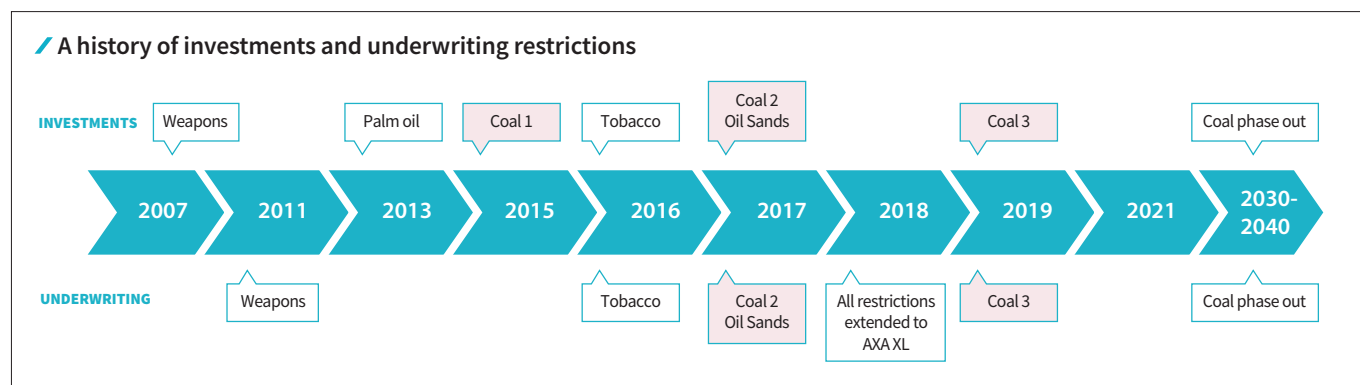 A history of investments and underwriting restrictions
INVESTMENTS
Weapons
Palm oil
Coal 1
Tobacco
Coal 2
Oil Sands
Coal 3
Coal phase out
2007
2011
2013
2015
2016
2017
2018
2019
2021
2030-
2040
UNDERWRITING
Weapons
Tobacco
Coal 2
Oil Sands
All restrictions
extended to
AXA XL
Coal 3
Coal phase out